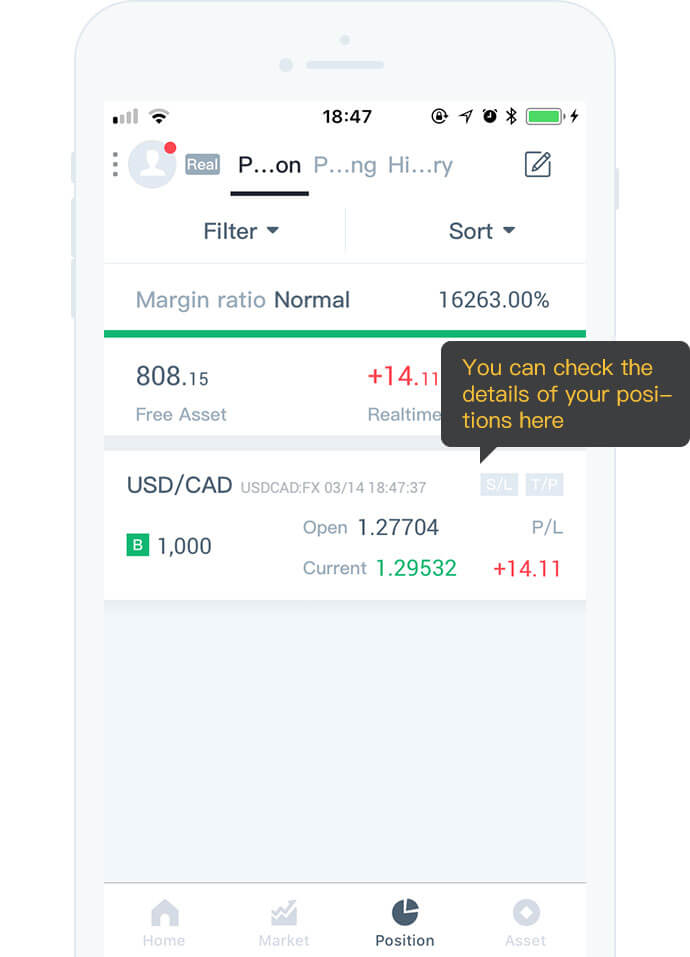 18:47
Real P...on P...ng Hi...ry
Filter Sort
Margin ratio Normal 16263.00%
808.15 +14.11
Free Asset Realtime
You can check the
details of your posi-
tions here
USD/CAD USDCAD:FX 03/14 18:47:37 S/L T/P
Open 1.27704 P/L
B 1,000
Current 1.29532 +14.11
Home Market Position Asset